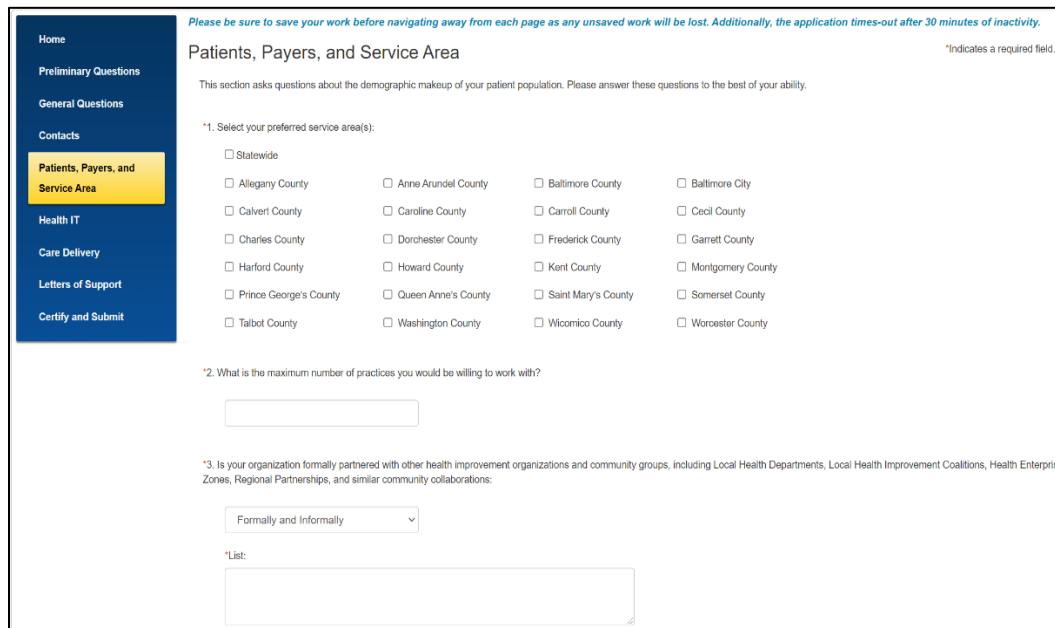 Please be sure to save your work before navigating away from each page as any unsaved work will be lost. Additionally, the application times-out after 30 minutes of inactivity.
Home
Preliminary Questions
General Questions
Contacts
Patients, Payers, and
Service Area
Health IT
Care Delivery
Letters of Support
Certify and Submit
Patients, Payers, and Service Area
*Indicates a required field.
This section asks questions about the demographic makeup of your patient population. Please answer these questions to the best of your ability.
*1. Select your preferred service area(s):
Statewide
Allegany County Anne Arundel County Baltimore County Baltimore City
Calvert County Caroline County Carroll County Cecil County
Charles County Dorchester County Frederick County Garrett County
Harford County Howard County Kent County Montgomery County
Prince George's County Queen Anne's County Saint Mary's County Somerset County
Talbot County Washington County Wicomico County Worcester County
*2. What is the maximum number of practices you would be willing to work with?
*3. Is your organization formally partnered with other health improvement organizations and community groups, including Local Health Departments, Local Health Improvement Coalitions, Health Enterpri
Zones, Regional Partnerships, and similar community collaborations:
Formally and Informally
*List: